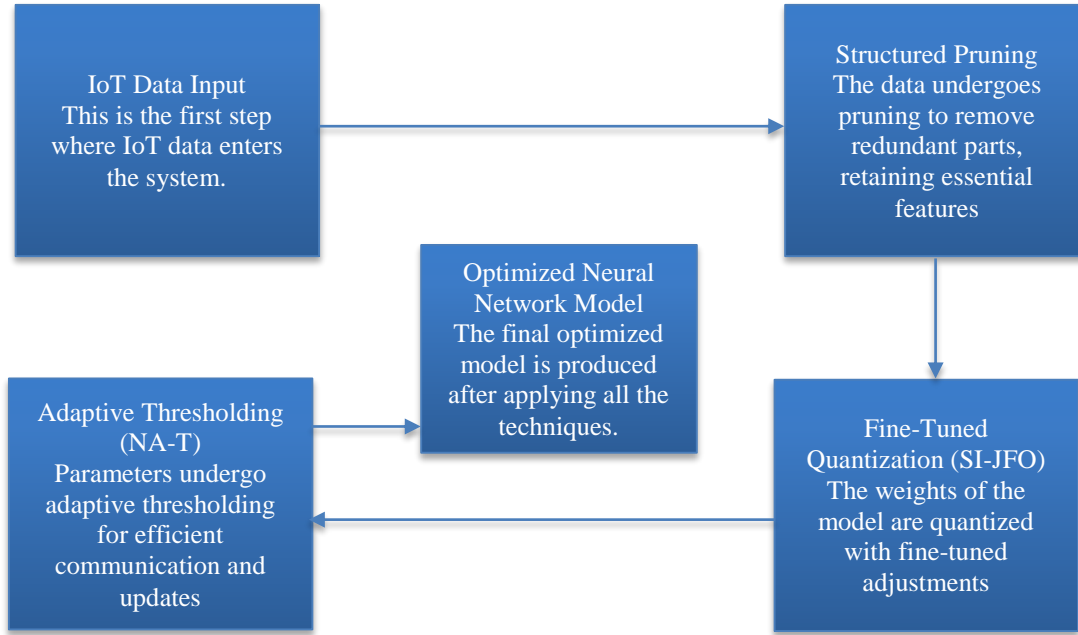 IoT Data Input
This is the first step
where IoT data enters
the system.
Structured Pruning
The data undergoes
pruning to remove
redundant parts,
retaining essential
features
Fine-Tuned
Quantization (SI-JFO)
The weights of the
model are quantized
with fine-tuned
adjustments
Adaptive Thresholding
(NA-T)
Parameters undergo
adaptive thresholding
for efficient
communication and
updates
Optimized Neural
Network Model
The final optimized
model is produced
after applying all the
techniques.